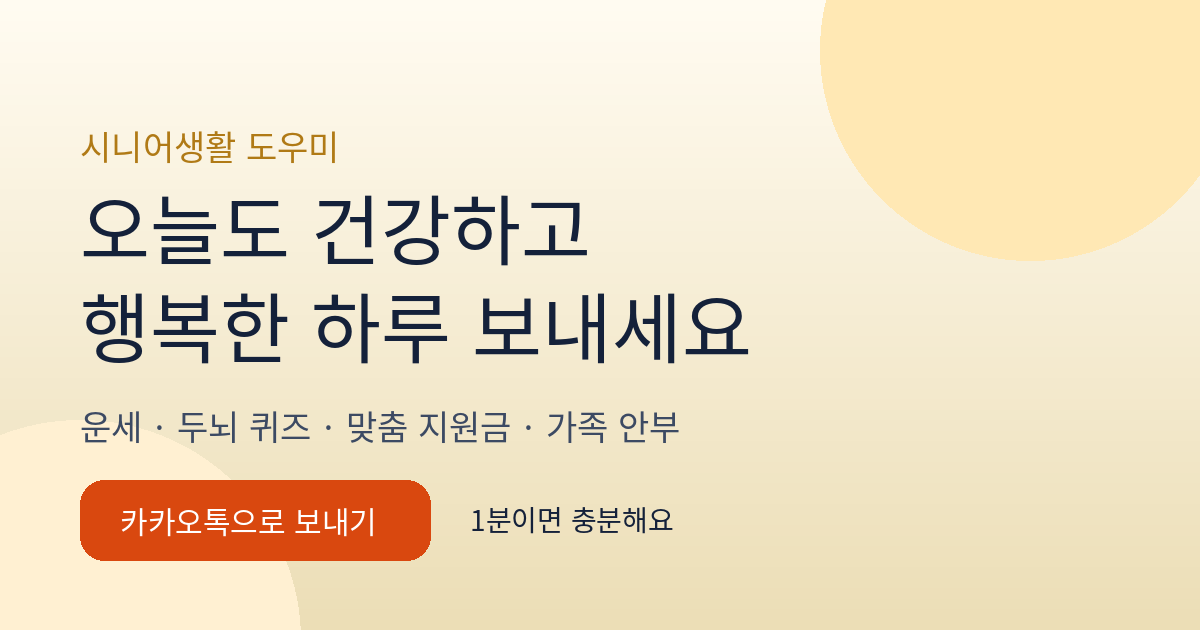 시니어생활 도우미
오늘도 건강하고
행복한 하루 보내세요
운세 · 두뇌 퀴즈 · 맞춤 지원금 · 가족 안부
카카오톡으로 보내기
1분이면 충분해요